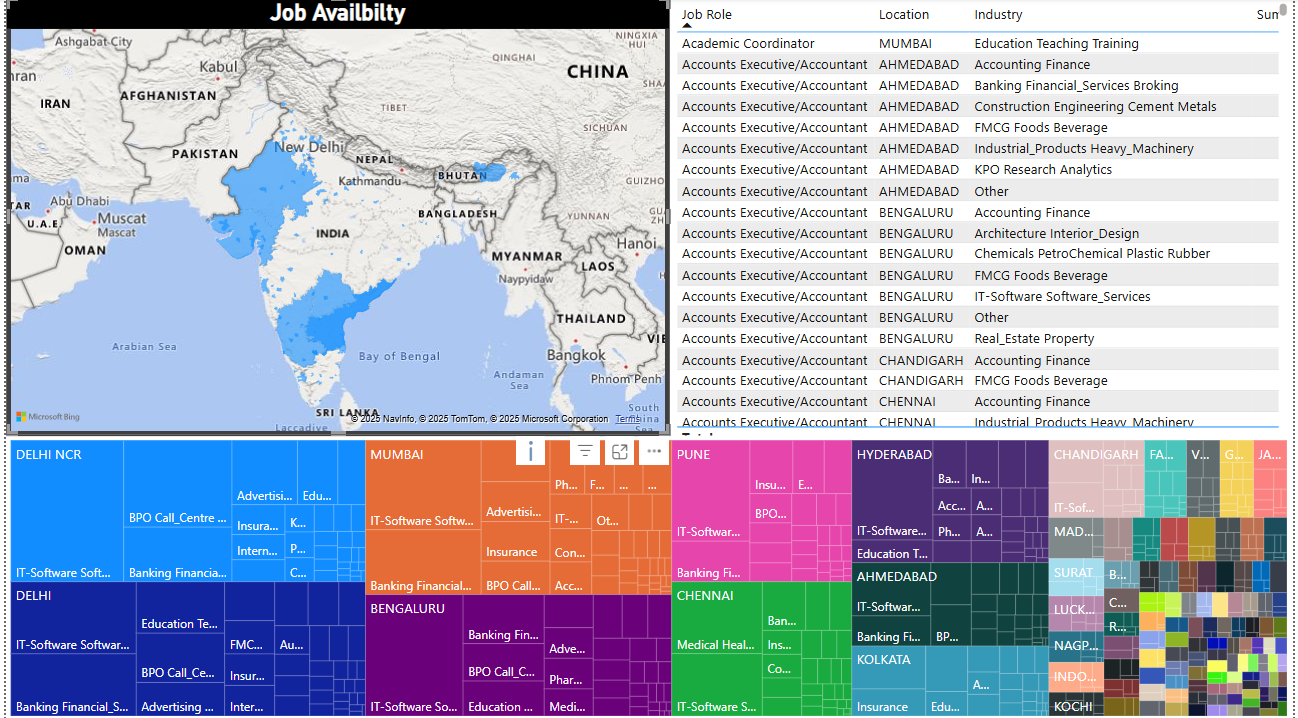 Job Availbilty
Ashgabat City
NINGXIA
HUI
QINGHAI
Kabul
CHINA
IRAN
AFGHANISTAN
TIBET
SICHUAN
New Delhi
PAKISTAN
NEPAL
Kathmandu
BHUTAN
GUIZHO
Abu Dhabi
U.A.E.
Muscat
Muscat
OMAN
BANGLADESH
YUNNAN
INDIA
Hanoi
MYANMAR
LAOS
Naypyidaw
THAILAND
Arabian Sea
Bay of Bengal
Bangkok
Andaman
Sea
Phnom Penh
SRI LANKA
South
China
Sea
Laccadive
Microsoft Bing
© 2025 NavInfo, © 2025 TomTom, © 2025 Microsoft Corporation Terms
Job Role Location Industry Sum
Academic Coordinator MUMBAI Education Teaching Training
Accounts Executive/Accountant AHMEDABAD Accounting Finance
Accounts Executive/Accountant AHMEDABAD Banking Financial_Services Broking
Accounts Executive/Accountant AHMEDABAD Construction Engineering Cement Metals
Accounts Executive/Accountant AHMEDABAD FMCG Foods Beverage
Accounts Executive/Accountant AHMEDABAD Industrial_Products Heavy_Machinery
Accounts Executive/Accountant AHMEDABAD KPO Research Analytics
Accounts Executive/Accountant AHMEDABAD Other
Accounts Executive/Accountant BENGALURU Accounting Finance
Accounts Executive/Accountant BENGALURU Architecture Interior_Design
Accounts Executive/Accountant BENGALURU Chemicals PetroChemical Plastic Rubber
Accounts Executive/Accountant BENGALURU FMCG Foods Beverage
Accounts Executive/Accountant BENGALURU IT-Software Software_Services
Accounts Executive/Accountant BENGALURU Other
Accounts Executive/Accountant BENGALURU Real_Estate Property
Accounts Executive/Accountant CHANDIGARH Accounting Finance
Accounts Executive/Accountant CHANDIGARH FMCG Foods Beverage
Accounts Executive/Accountant CHENNAI Accounting Finance
Accounts Executive/Accountant CHENNAI Industrial_Products Heavy_Machinery
DELHI NCR
Advertisi... Edu...
BPO Call_Centre ...
Insura... K...
Intern... P...
IT-Software Soft... Banking Financia... C...
DELHI
Education Te...
IT-Software Softwar... FMC... Au...
BPO Call_Ce... Insur...
Banking Financial_S... Advertising ... Inter...
MUMBAI
Ph... F... ... ...
Advertisi...
IT-Software Softw... IT-... Ot...
Insurance Con...
Banking Financial... BPO Call... Acc...
BENGALURU
Banking Fin... Adve...
BPO Call_C... Phar...
IT-Software So... Education ... Medi...
PUNE
Insu... E...
BPO...
IT-Softwar...
Banking Fi...
CHENNAI
Ban...
Medical Heal... Ins...
Co...
IT-Software S...
HYDERABAD
Ba... In...
Acc... A...
IT-Software... Ph... A...
Education T...
AHMEDABAD
IT-Softwar...
Banking Fi... BP...
KOLKATA
A...
Insurance Edu...
CHANDIGARH
IT-Sof...
FA... V... G... JA...
MAD...
SURAT B...
LUCK... C...
R...
NAGP...
INDO...
KOCHI